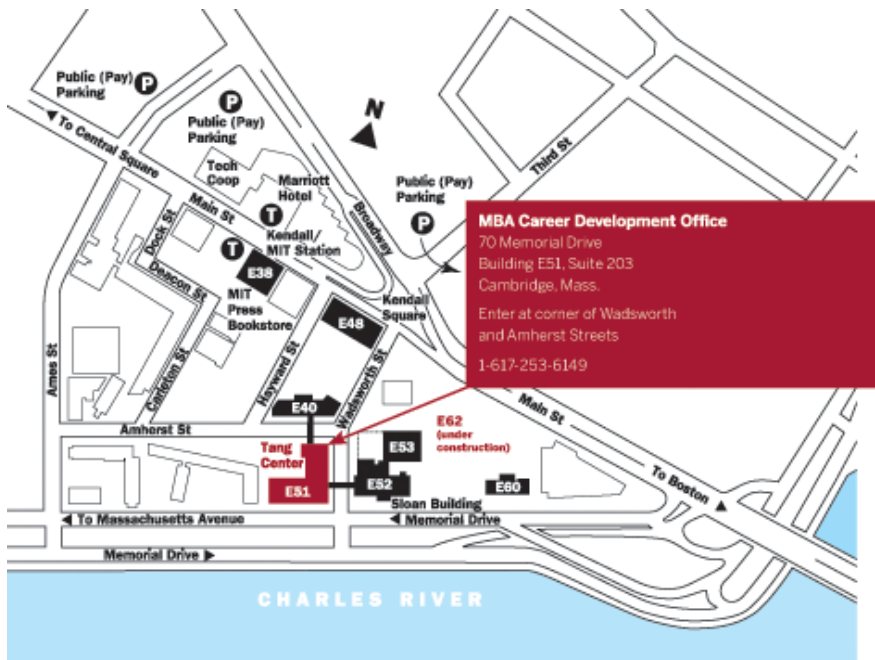 Public (Pay)
Parking
P
P
Public (Pay)
Parking
N
To Central Square
Tech
Coop
Marriott
Hotel
Main St
T
Kendall/
MIT Station
T
Broadway
Public (Pay)
Parking
P
Third St
Dock St
Deacon St
E38
MIT
Press
Bookstore
Kendall
Square
E48
Ames St
Carleton St
Hayward St
Wadsworth St
MBA Career Development Office
70 Memorial Drive
Building E51, Suite 203
Cambridge, Mass.
Enter at corner of Wadsworth
and Amherst Streets
1-617-253-6149
E40
Amherst St
Main St
E62
(under
construction)
Tang
Center
E53
E51
E52
E60
Sloan Building
To Boston
To Massachusetts Avenue
Memorial Drive
Memorial Drive
CHARLES RIVER